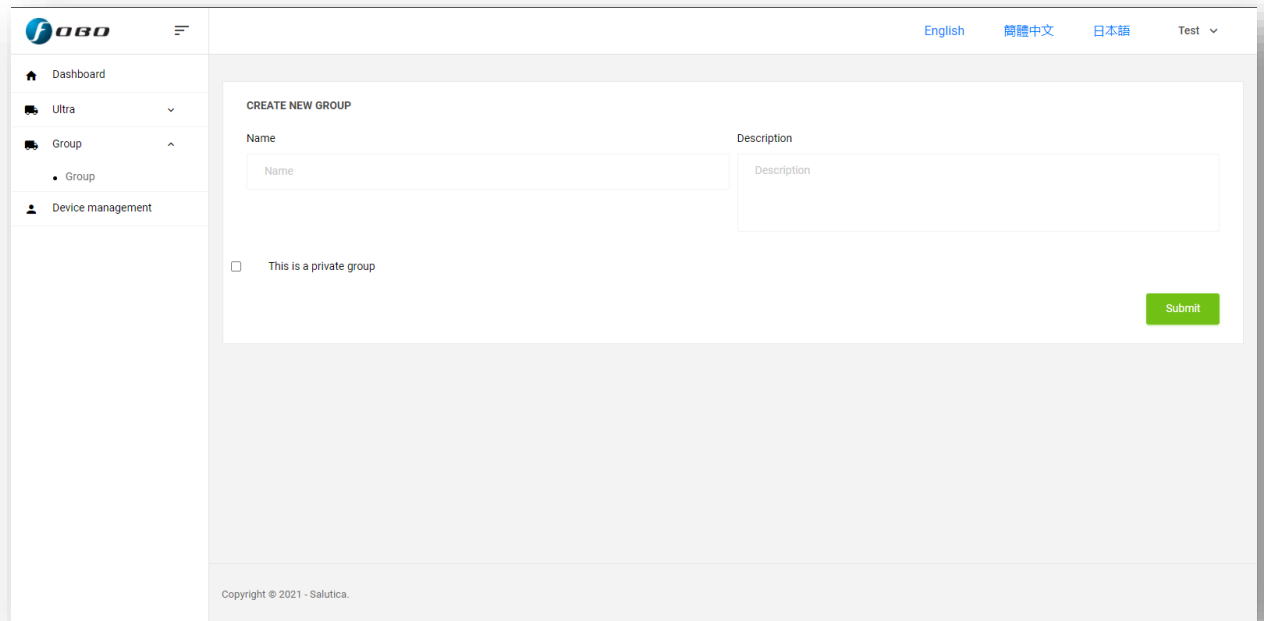 FOBO
English 簡體中文 日本語 Test
Dashboard
Ultra
Group
Group
Device management
CREATE NEW GROUP
Name Description
Name Description
This is a private group
Submit
Copyright © 2021 - Salutica.